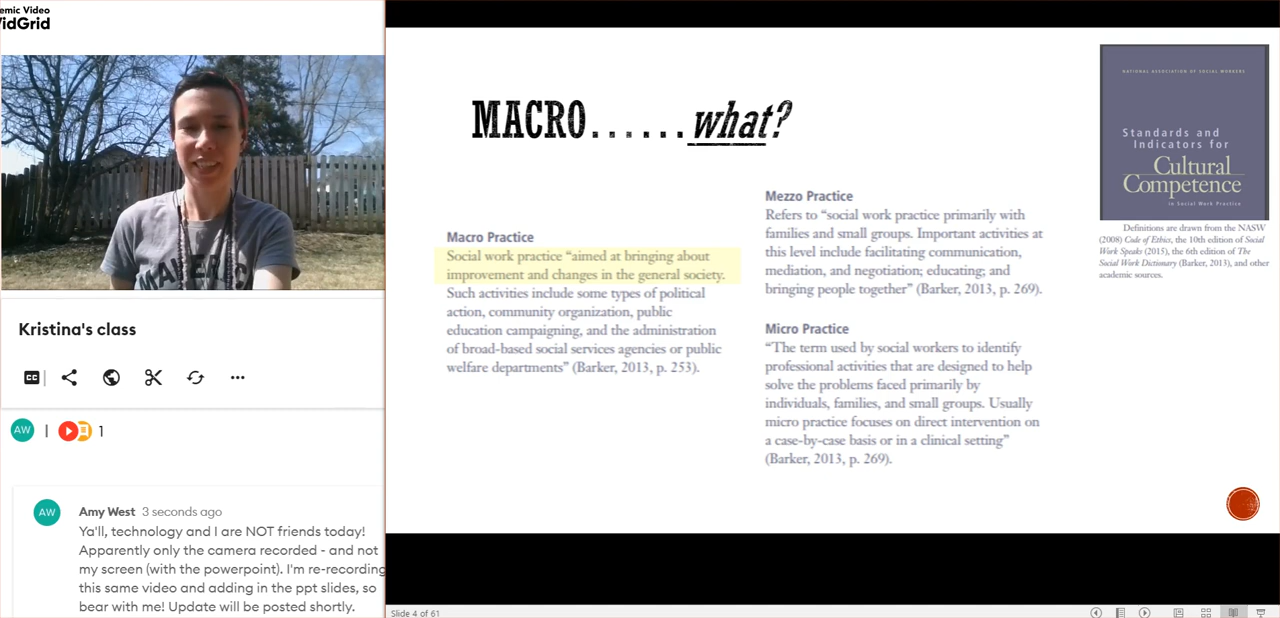 emic Video
VidGrid
MAVERIC
Kristina's class
CC
AW
1
AW
Amy West 3 seconds ago
Ya'll, technology and I are NOT friends today!
Apparently only the camera recorded - and not
my screen (with the powerpoint). I'm re-recording
this same video and adding in the ppt slides, so
bear with me! Update will be posted shortly.
MACRO......what?
Macro Practice
Social work practice “aimed at bringing about
improvement and changes in the general society.
Such activities include some types of political
action, community organization, public
education campaigning, and the administration
of broad-based social services agencies or public
welfare departments” (Barker, 2013, p. 253).
Mezzo Practice
Refers to “social work practice primarily with
families and small groups. Important activities at
this level include facilitating communication,
mediation, and negotiation; educating; and
bringing people together” (Barker, 2013, p. 269).
Micro Practice
“The term used by social workers to identify
professional activities that are designed to help
solve the problems faced primarily by
individuals, families, and small groups. Usually
micro practice focuses on direct intervention on
a case-by-case basis or in a clinical setting”
(Barker, 2013, p. 269).
NATIONAL ASSOCIATION OF SOCIAL WORKERS
Standards and
Indicators for
Cultural
Competence
in Social Work Practice
Definitions are drawn from the NASW
(2008) Code of Ethics, the 10th edition of Social
Work Speaks (2015), the 6th edition of The
Social Work Dictionary (Barker, 2013), and other
academic sources.
Slide 4 of 61